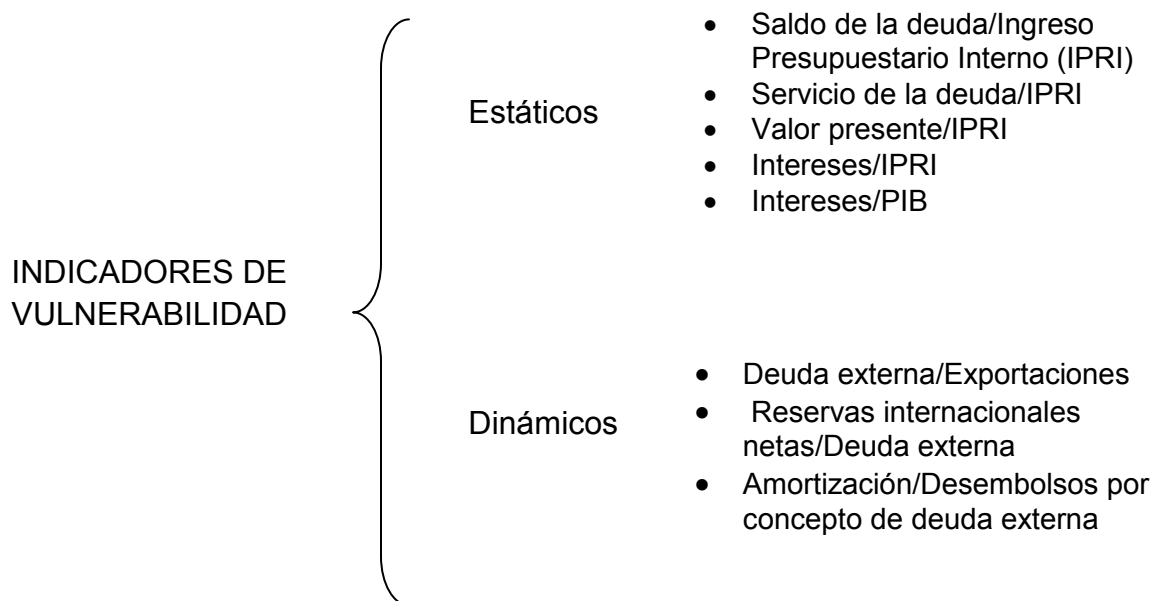 INDICADORES DE
VULNERABILIDAD
Estáticos
• Saldo de la deuda/Ingreso
Presupuestario Interno (IPRI)
• Servicio de la deuda/IPRI
• Valor presente/IPRI
• Intereses/IPRI
• Intereses/PIB
Dinámicos
• Deuda externa/Exportaciones
• Reservas internacionales
netas/Deuda externa
• Amortización/Desembolsos por
concepto de deuda externa